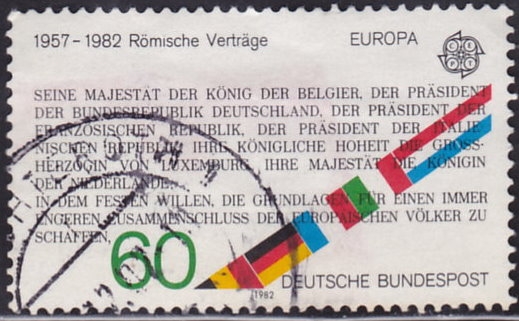 1957-1982 Römische Verträge
EUROPA
CEPT
SEINE MAJESTÄT DER KÖNIG DER BELGIER, DER PRÄSIDENT
DER BUNDESREPUBLIK DEUTSCHLAND, DER PRÄSIDENT DER
FRANZÖSISCHEN REPUBLIK, DER PRÄSIDENT DER ITALIE-
NISCHEN REPUBLIK, IHRE KÖNIGLICHE HOHEIT DIE GROSS-
HERZOGIN VON LUXEMBURG, IHRE MAJESTÄT DIE KÖNIGIN
DER NIEDERLANDE,
IN DEM FESTEN WILLEN, DIE GRUNDLAGEN FÜR EINEN IMMER
ENGEREN ZUSAMMENSCHLUSS DER EUROPÄISCHEN VÖLKER ZU
SCHAFFEN,
60
DEUTSCHE BUNDESPOST
1982